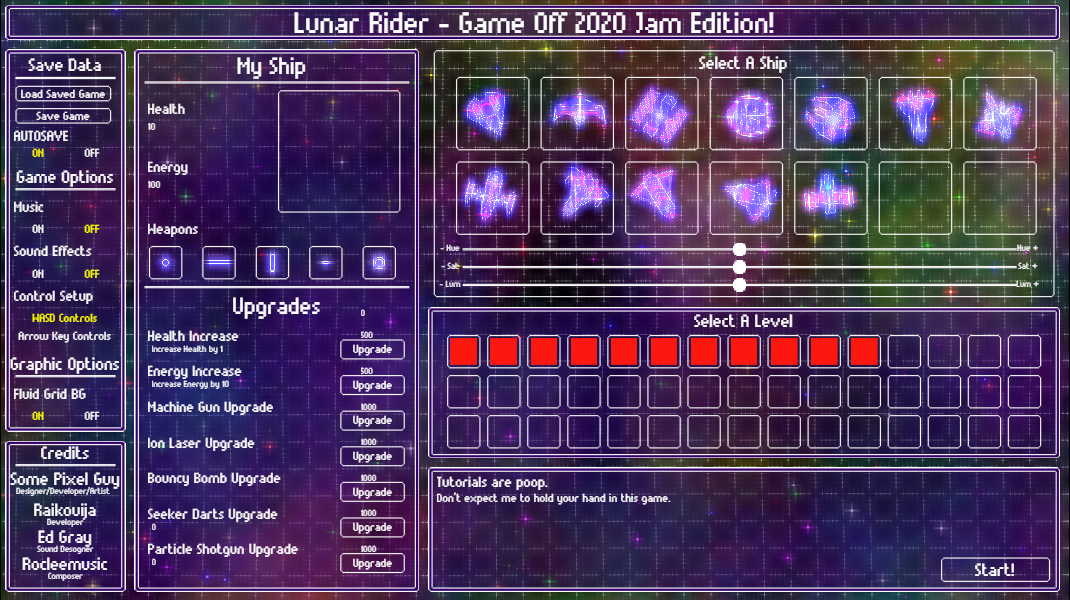 Lunar Rider - Game Off 2020 Jam Edition!
Save Data
Load Saved Game
Save Game
AUTOSAVE
ON OFF
Game Options
Music
ON OFF
Sound Effects
ON OFF
Control Setup
WASD Controls
Arrow Key Controls
Graphic Options
Fluid Grid BG
ON OFF
Credits
Some Pixel Guy
Designer/Developer/Artist
Raikouija
Developer
Ed Gray
Sound Desogner
Rocleemusic
Composer
My Ship
Health
10
Energy
100
Weapons
Upgrades
0
Health Increase
Increase Health by 1
500
Upgrade
Energy Increase
Increase Energy by 10
500
Upgrade
Machine Gun Upgrade
1000
Upgrade
Ion Laser Upgrade
1000
Upgrade
Bouncy Bomb Upgrade
1000
Upgrade
Seeker Darts Upgrade
0
1000
Upgrade
Particle Shotgun Upgrade
0
1000
Upgrade
Select A Ship
- Hue Hue +
- Sat Sat +
- Lum Lum +
Select A Level
Tutorials are poop.
Don't expect me to hold your hand in this game.
Start!